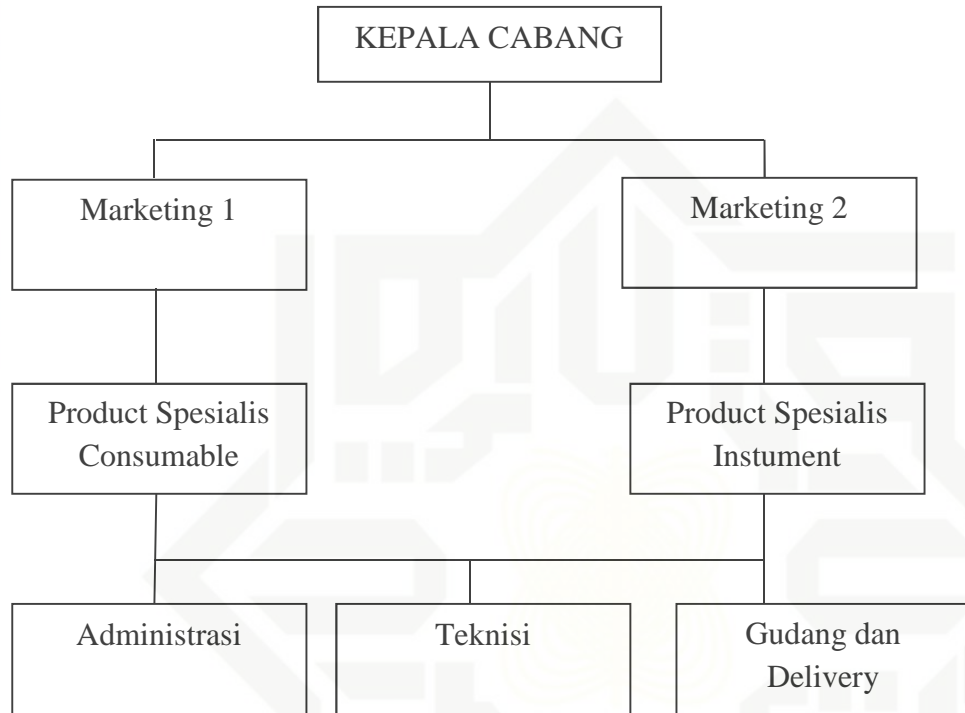 KEPALA CABANG
Marketing 1
Marketing 2
Product Spesialis
Consumable
Product Spesialis
Instument
Administrasi
Teknisi
Gudang dan
Delivery